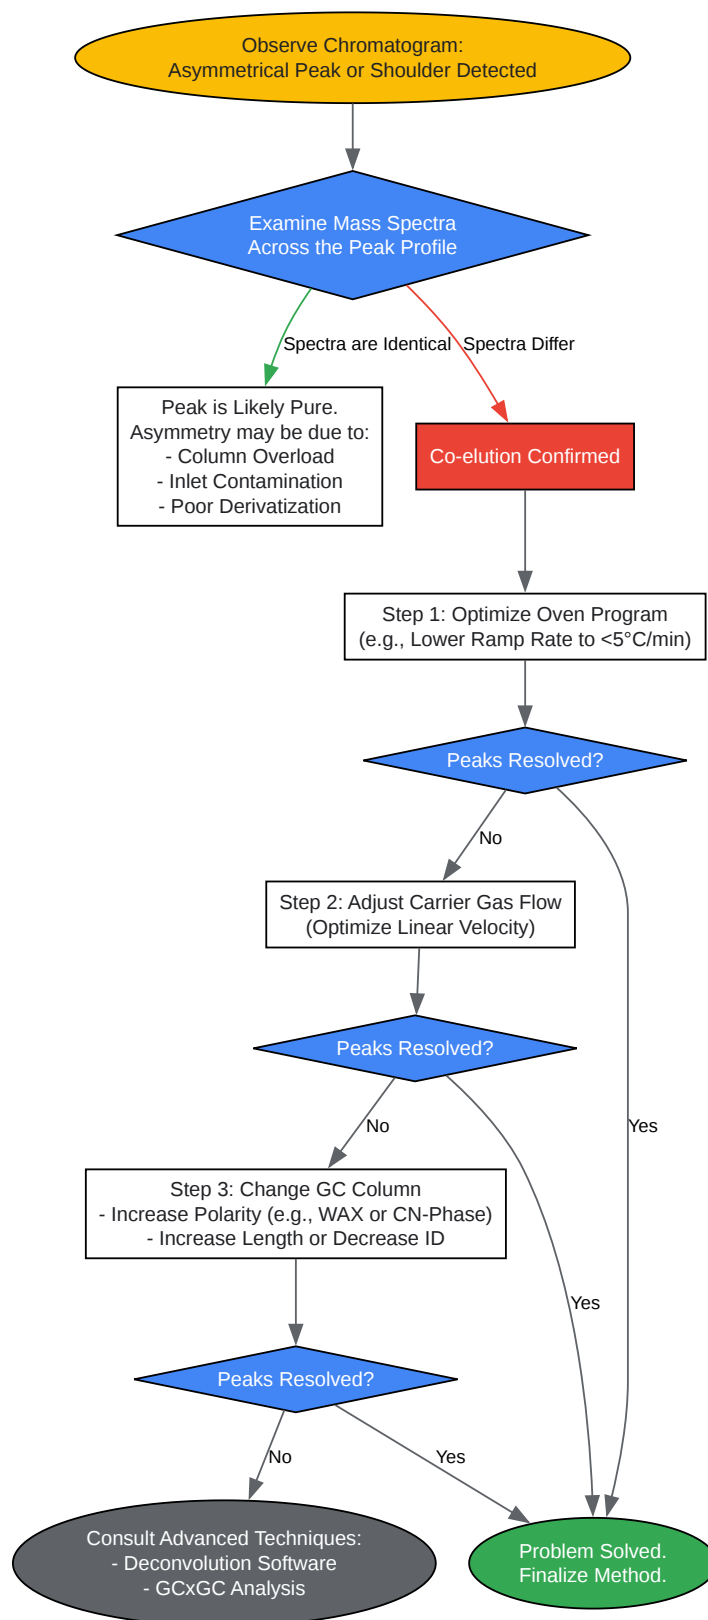 Observe Chromatogram:
Asymmetrical Peak or Shoulder Detected
Examine Mass Spectra
Across the Peak Profile
Spectra are Identical
Spectra Differ
Peak is Likely Pure.
Asymmetry may be due to:
- Column Overload
- Inlet Contamination
- Poor Derivatization
Co-elution Confirmed
Step 1: Optimize Oven Program
(e.g., Lower Ramp Rate to <5°C/min)
Peaks Resolved?
No
Step 2: Adjust Carrier Gas Flow
(Optimize Linear Velocity)
Peaks Resolved?
Yes
No
Step 3: Change GC Column
- Increase Polarity (e.g., WAX or CN-Phase)
- Increase Length or Decrease ID
Yes
Peaks Resolved?
No
Yes
Consult Advanced Techniques:
- Deconvolution Software
- GCxGC Analysis
Problem Solved.
Finalize Method.